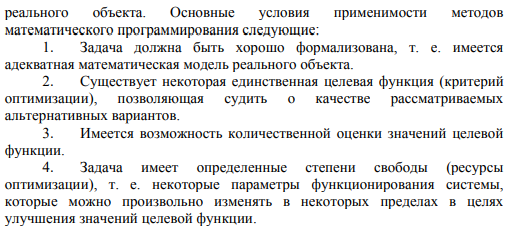 реального объекта. Основные условия применимости методов
математического программирования следующие:
1. Задача должна быть хорошо формализована, т. е. имеется
адекватная математическая модель реального объекта.
2. Существует некоторая единственная целевая функция (критерий
оптимизации), позволяющая судить о качестве рассматриваемых
альтернативных вариантов.
3. Имеется возможность количественной оценки значений целевой
функции.
4. Задача имеет определенные степени свободы (ресурсы
оптимизации), т. е. некоторые параметры функционирования системы,
которые можно произвольно изменять в некоторых пределах в целях
улучшения значений целевой функции.